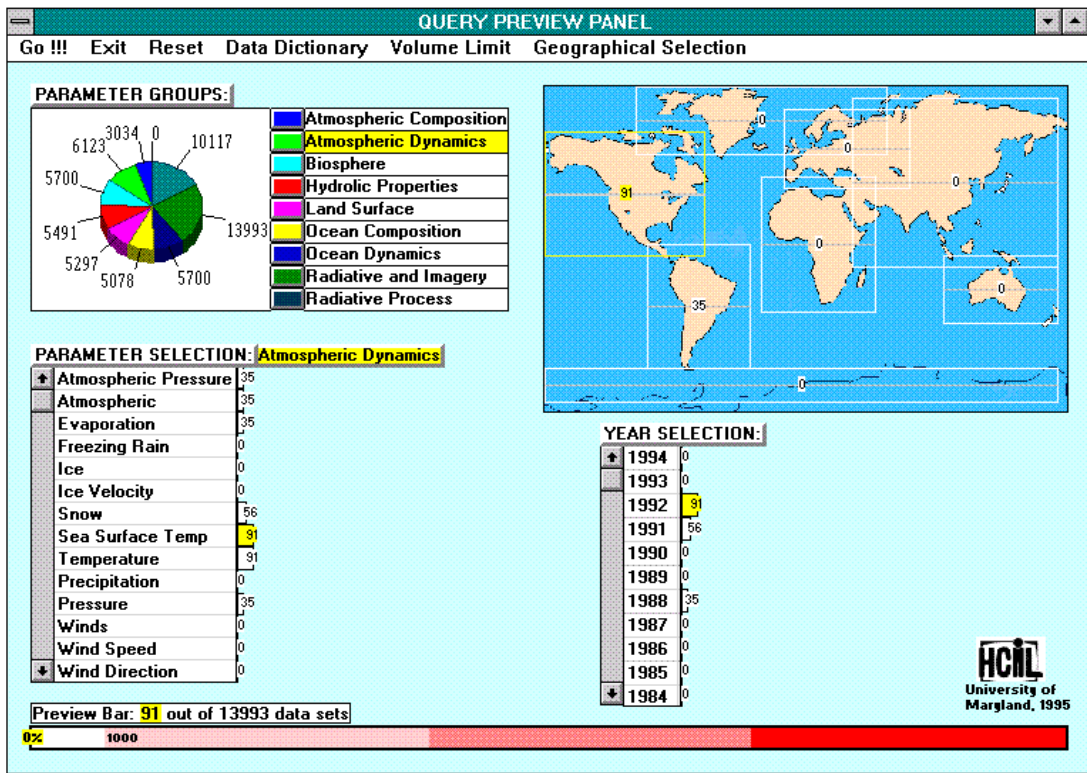 QUERY PREVIEW PANEL
Go !!! Exit Reset Data Dictionary Volume Limit Geographical Selection
PARAMETER GROUPS:
3034 0
6123 10117
5700
5491 13993
5297
5078 5700
Atmospheric Composition
Atmospheric Dynamics
Biosphere
Hydrolic Properties
Land Surface
Ocean Composition
Ocean Dynamics
Radiative and Imagery
Radiative Process
0
0
0
91
0
0
35
0
PARAMETER SELECTION: Atmospheric Dynamics
Atmospheric Pressure 35
Atmospheric 35
Evaporation 35
Freezing Rain 0
Ice 0
Ice Velocity 0
Snow 56
Sea Surface Temp 91
Temperature 91
Precipitation 0
Pressure 35
Winds 0
Wind Speed 0
Wind Direction 0
YEAR SELECTION:
1994 0
1993 0
1992 91
1991 56
1990 0
1989 0
1988 35
1987 0
1986 0
1985 0
1984 0
HCIL
University of
Maryland, 1995
Preview Bar: 91 out of 13993 data sets
0% 1000